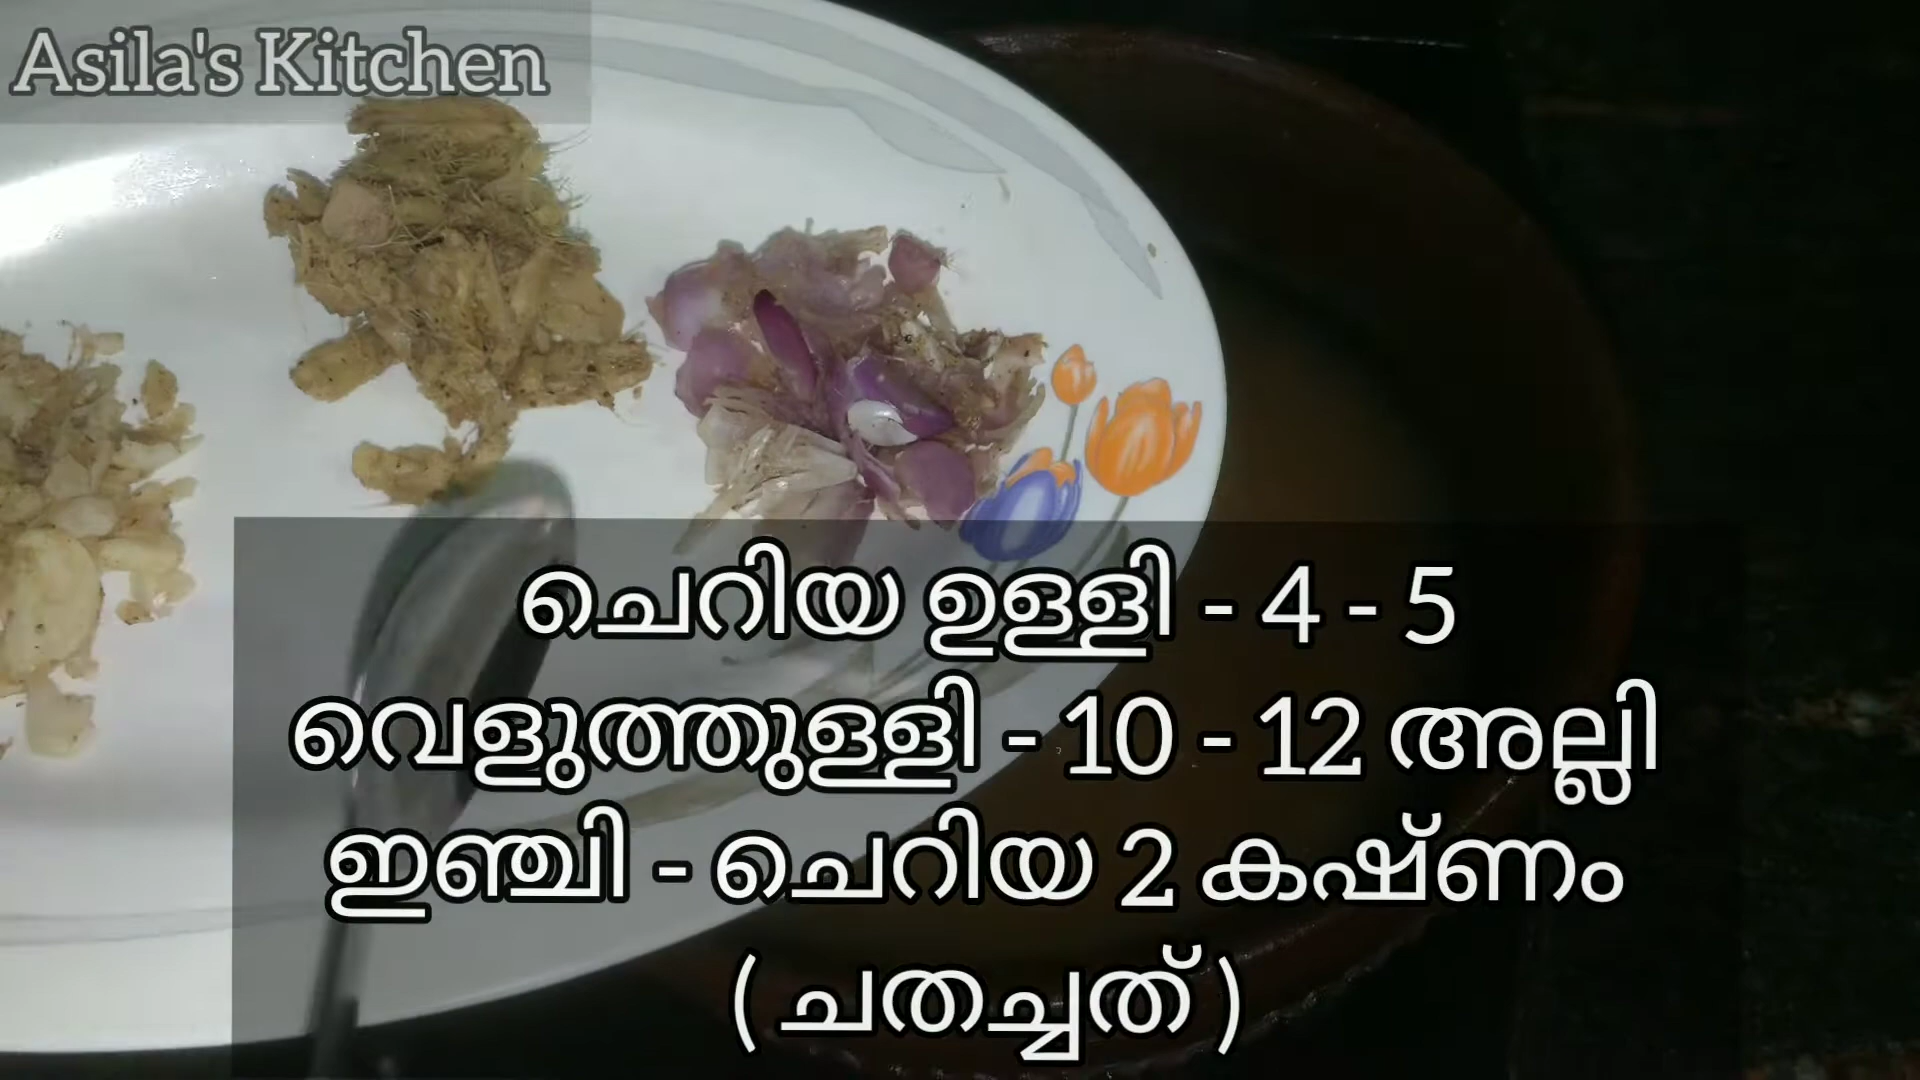 Asila's Kitchen
ചെറിയ ഉള്ളി - 4 - 5
വെളുത്തുള്ളി - 10 - 12 അല്ലി
ഇഞ്ചി - ചെറിയ 2 കഷ്ണം
( ചതച്ചത് )